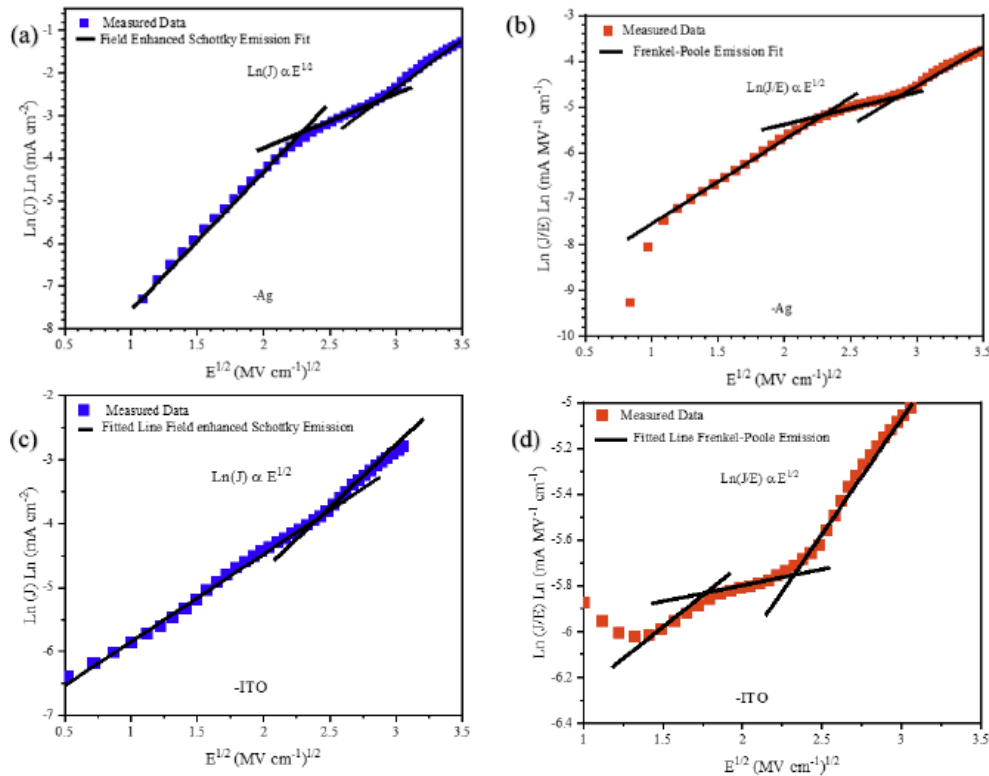 (a)
Measured Data
Field Enhanced Schottky Emission Fit
Ln(J) ∝ E^1/2
-Ag
Ln (J) Ln (mA cm^-2)
-1
-2
-3
-4
-5
-6
-7
-8
0.5 1 1.5 2 2.5 3 3.5
E^1/2 (MV cm^-1)^1/2
(b)
Measured Data
Frenkel-Poole Emission Fit
Ln(J/E) ∝ E^1/2
-Ag
Ln (J/E) Ln (mA MV^-1 cm^-1)
-3
-4
-5
-6
-7
-8
-9
-10
0.5 1 1.5 2 2.5 3 3.5
E^1/2 (MV cm^-1)^1/2
(c)
Measured Data
Fitted Line Field enhanced Schottky Emission
Ln(J) ∝ E^1/2
-ITO
Ln (J) Ln (mA cm^-2)
-2
-3
-4
-5
-6
-7
0.5 1 1.5 2 2.5 3 3.5
E^1/2 (MV cm^-1)^1/2
(d)
Measured Data
Fitted Line Frenkel-Poole Emission
Ln(J/E) ∝ E^1/2
-ITO
Ln (J/E) Ln (mA MV^-1 cm^-1)
-5
-5.2
-5.4
-5.6
-5.8
-6
-6.2
-6.4
1 1.5 2 2.5 3 3.5
E^1/2 (MV cm^-1)^1/2